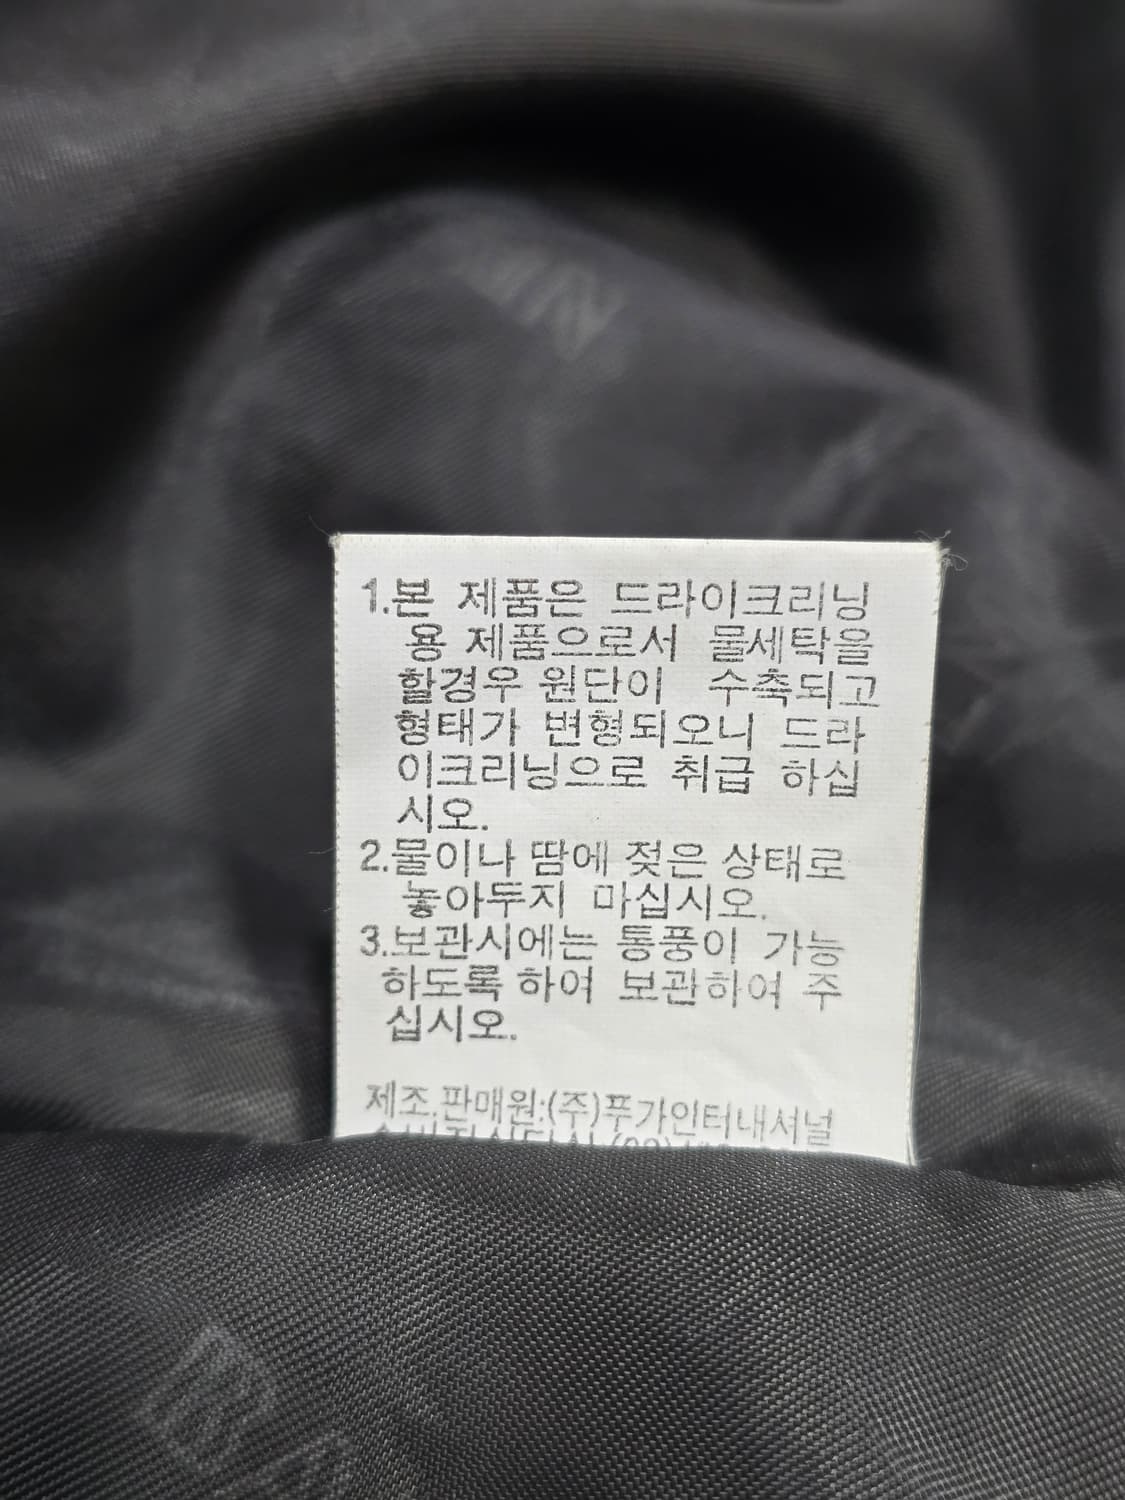 1.본 제품은 드라이크리닝
용 제품으로서 물세탁을
할경우 원단이 수축되고
형태가 변형되오니 드라
이크리닝으로 취급 하십
시오.
2.물이나 땀에 젖은 상태로
놓아두지 마십시오.
3.보관시에는 통풍이 가능
하도록 하여 보관하여 주
십시오.
제조.판매원:(주)푸가인터내셔널